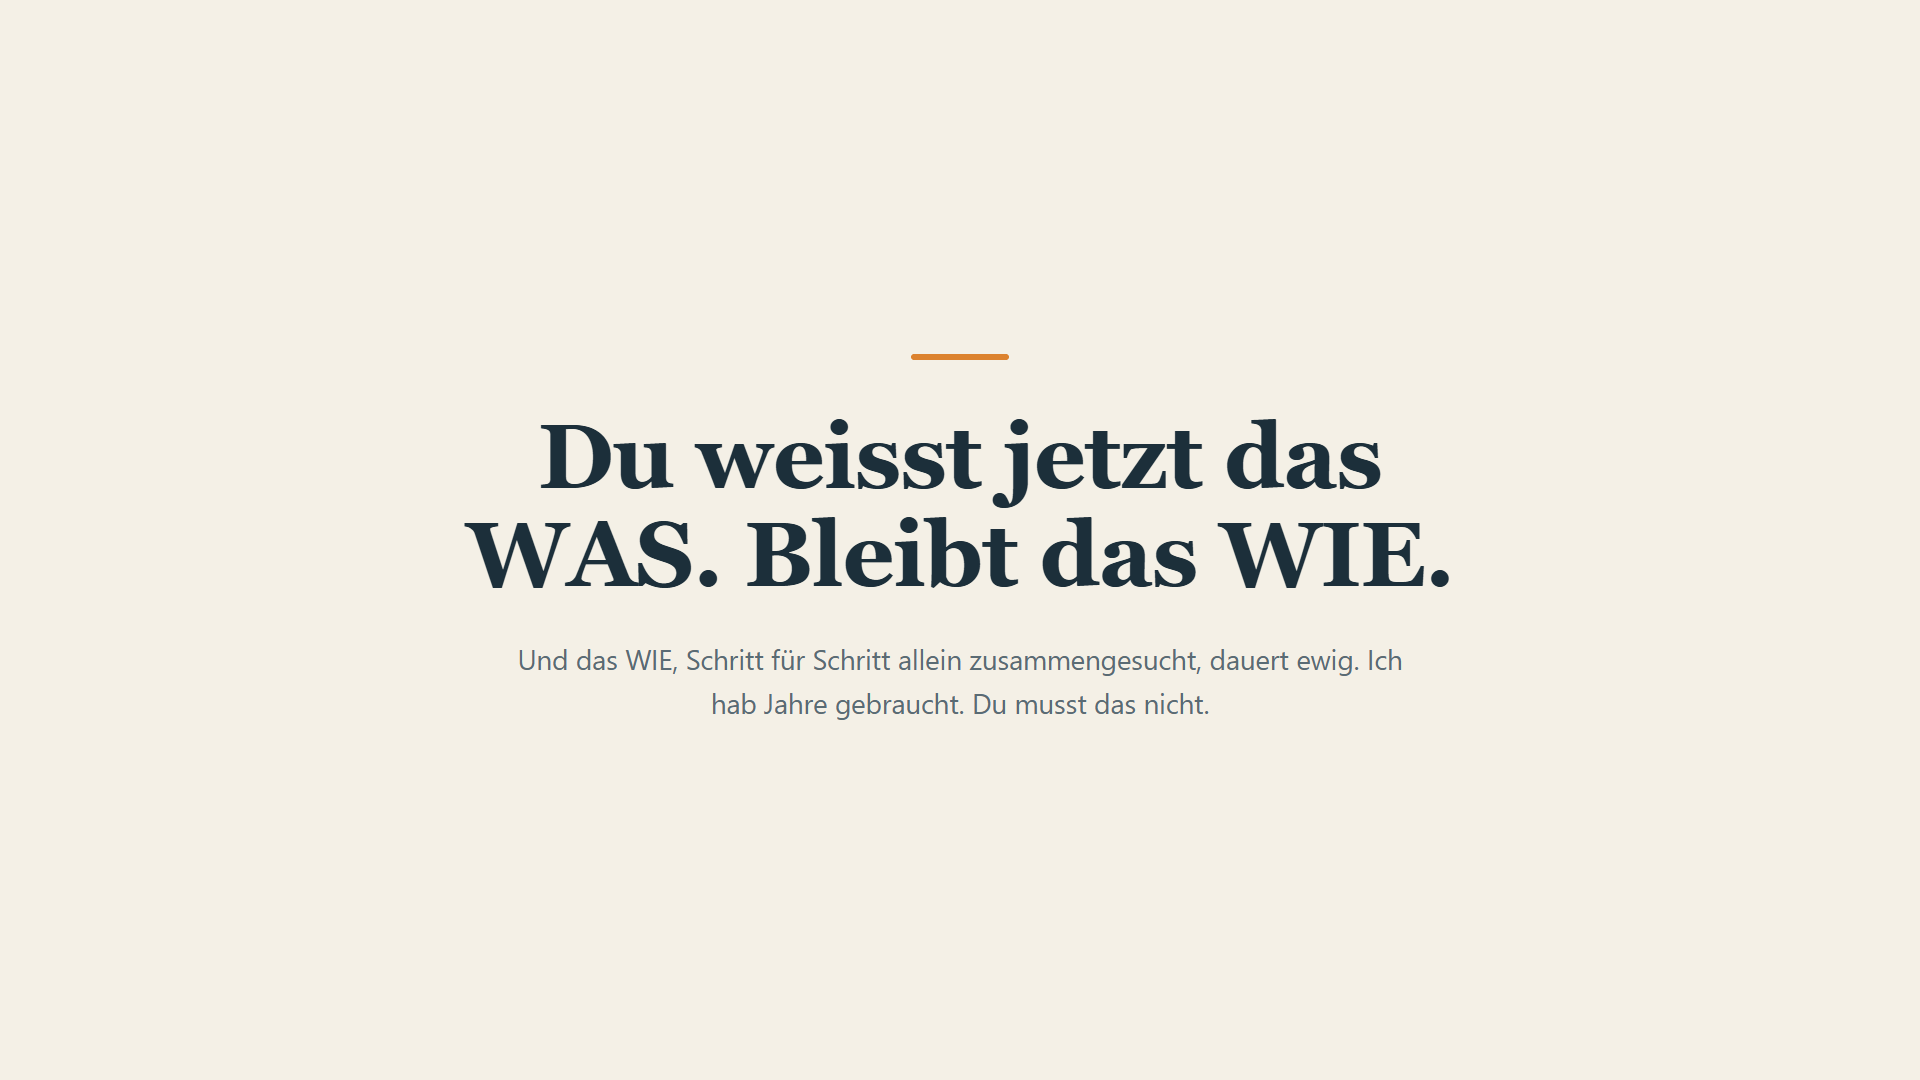 Du weisst jetzt das
WAS. Bleibt das WIE.
Und das WIE, Schritt für Schritt allein zusammengesucht, dauert ewig. Ich
hab Jahre gebraucht. Du musst das nicht.